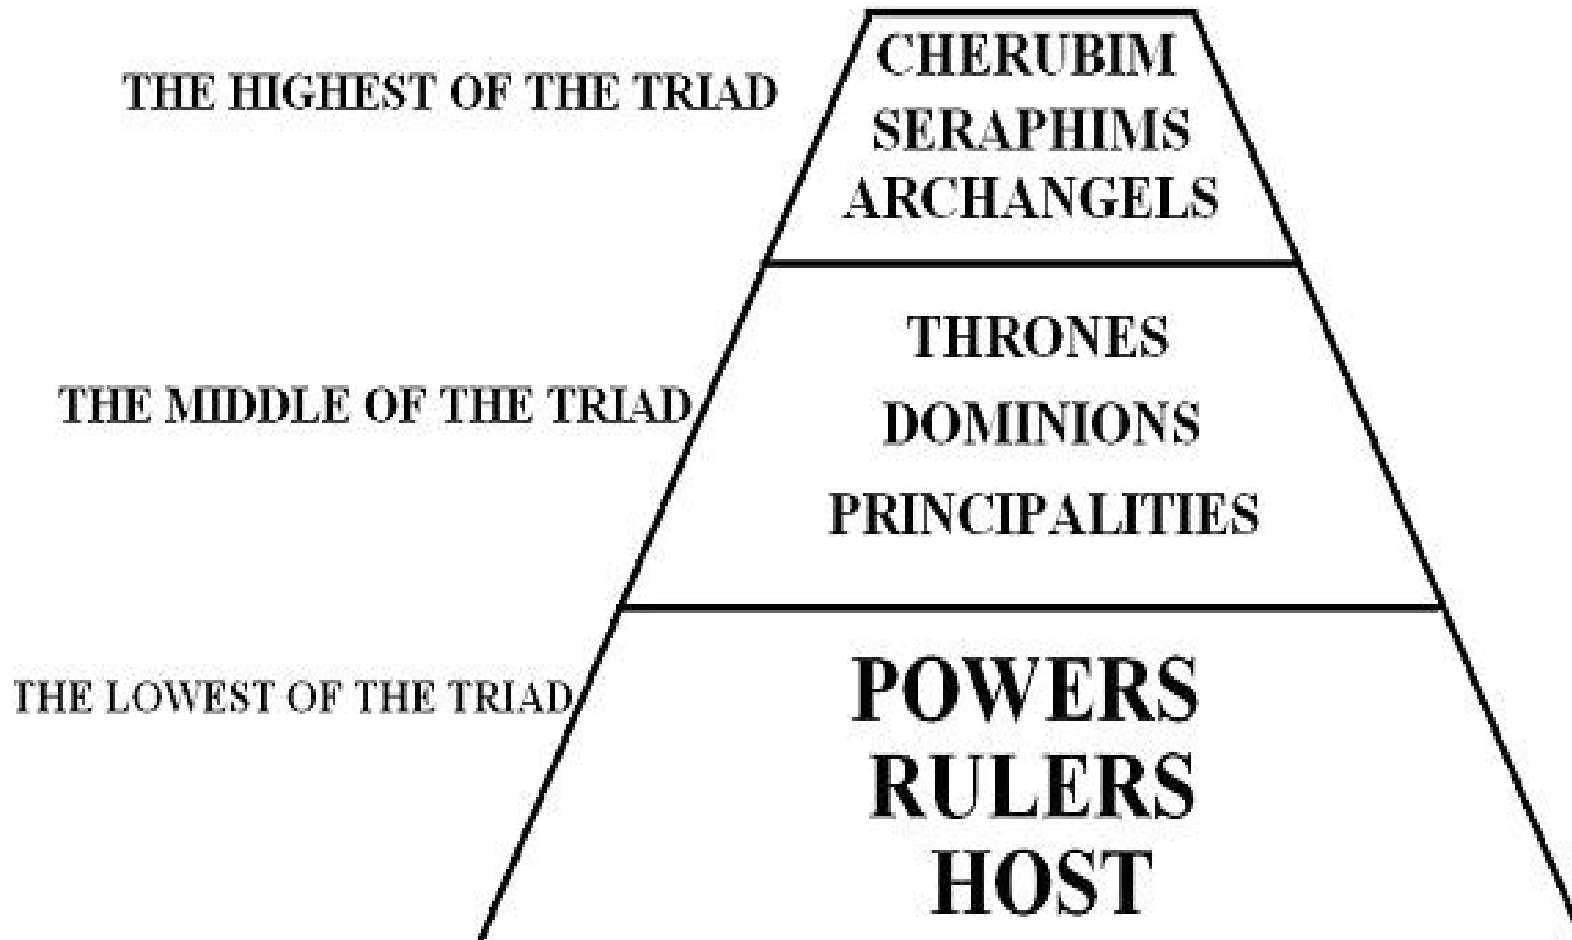 CHERUBIM
THE HIGHEST OF THE TRIAD
SERAPHIMS
ARCHANGELS
THRONES
THE MIDDLE OF THE TRIAD
DOMINIONS
PRINCIPALITIES
THE LOWEST OF THE TRIAD
POWERS
RULERS
HOST